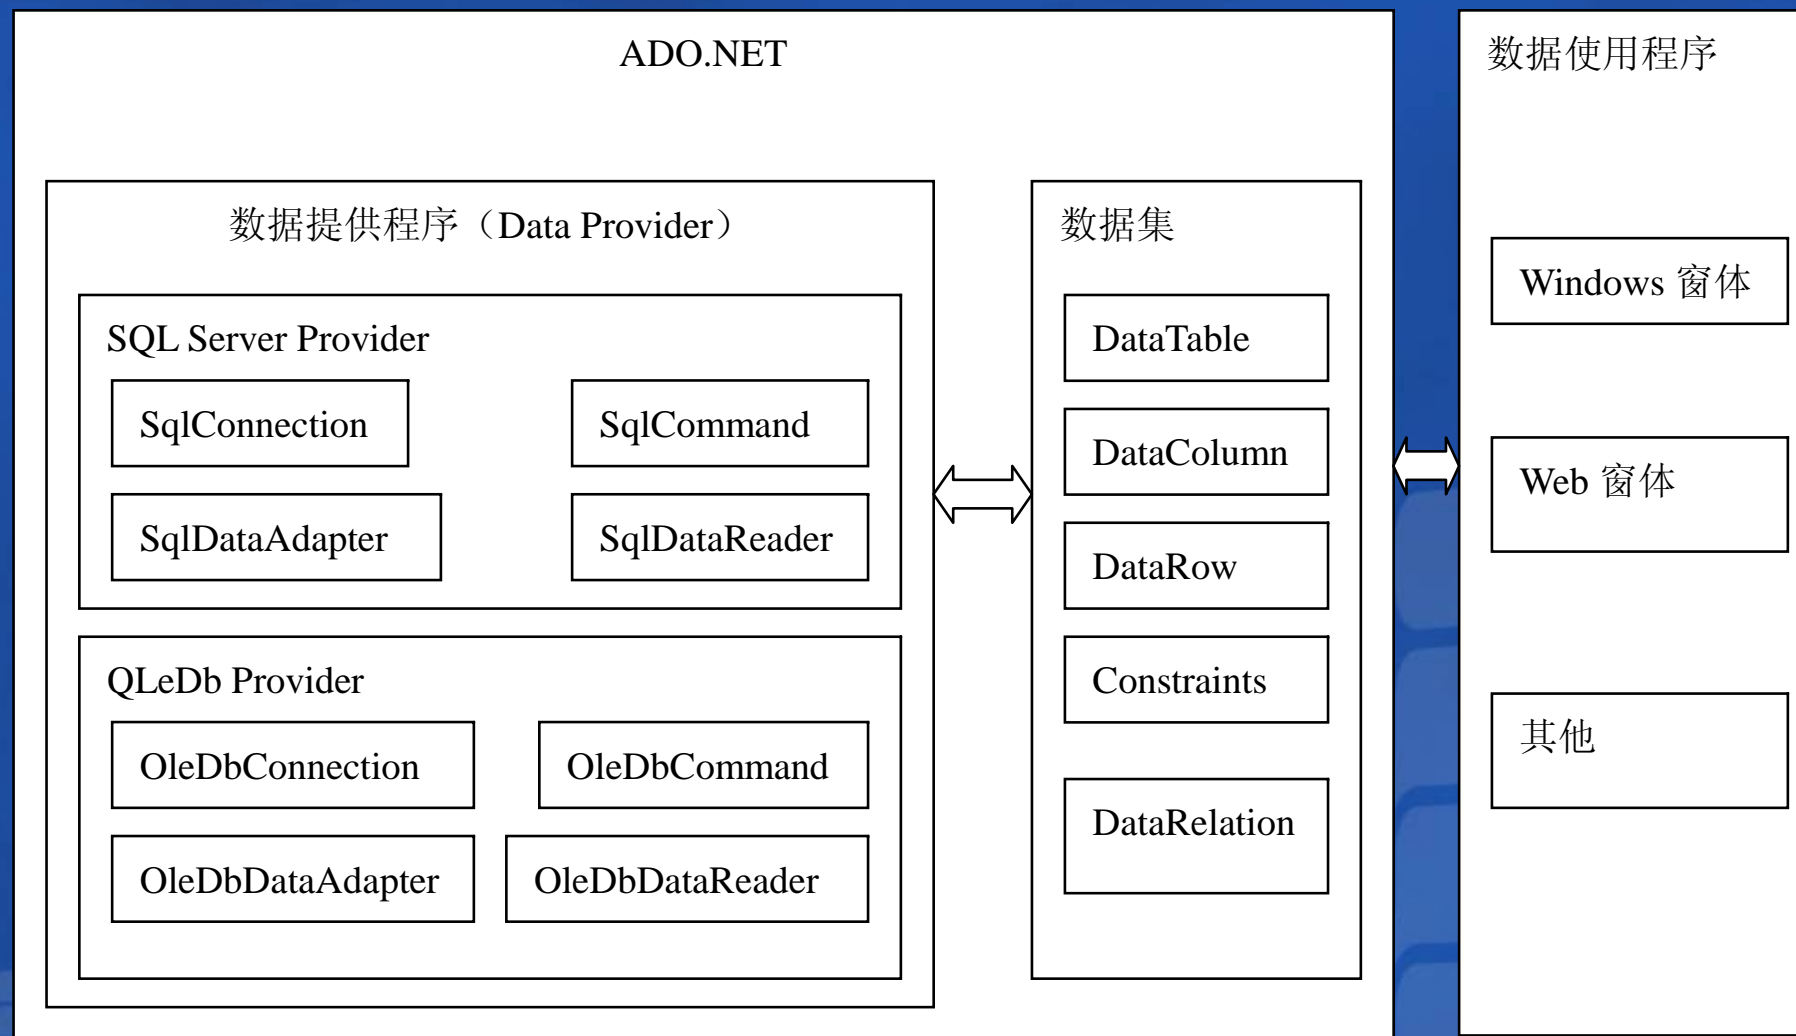 ADO.NET
数据提供程序（Data Provider）
SQL Server Provider
SqlConnection
SqlCommand
SqlDataAdapter
SqlDataReader
QLeDb Provider
OleDbConnection
OleDbCommand
OleDbDataAdapter
OleDbDataReader
数据集
DataTable
DataColumn
DataRow
Constraints
DataRelation
数据使用程序
Windows 窗体
Web 窗体
其他